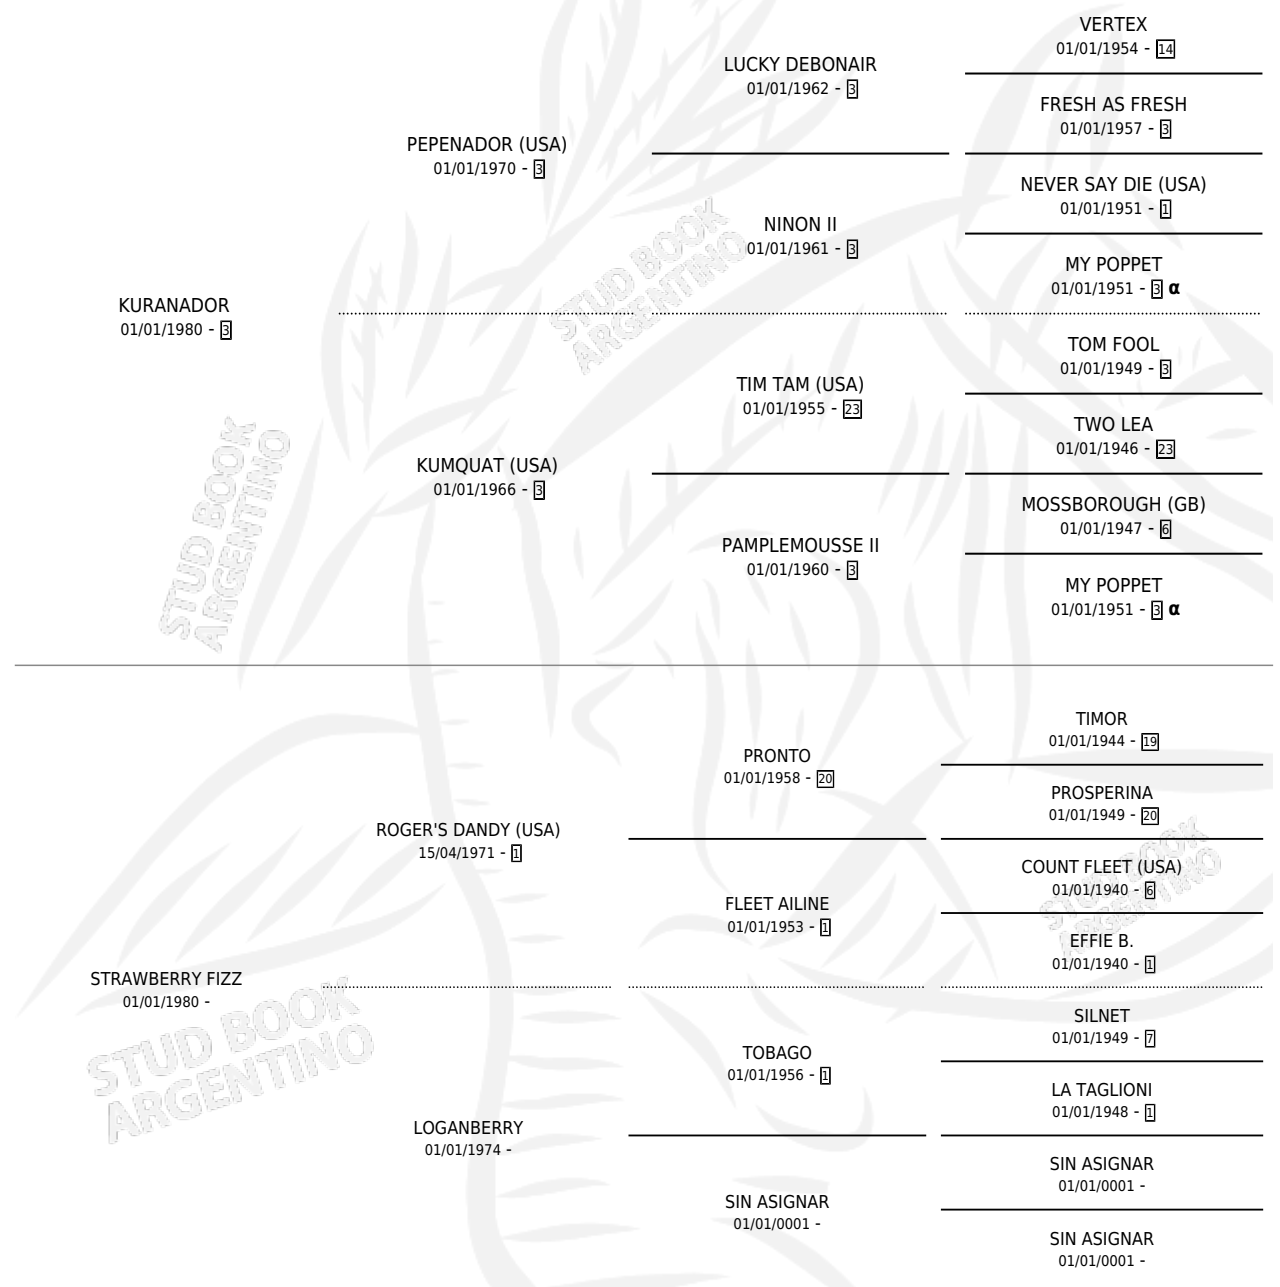 VERTEX
01/01/1954 - 14
LUCKY DEBONAIR
01/01/1962 - 3
FRESH AS FRESH
01/01/1957 - 3
PEPENADOR (USA)
01/01/1970 - 3
NEVER SAY DIE (USA)
01/01/1951 - 1
NINON II
01/01/1961 - 3
MY POPPET
01/01/1951 - 3 α
KURANADOR
01/01/1980 - 3
TOM FOOL
01/01/1949 - 3
TIM TAM (USA)
01/01/1955 - 23
TWO LEA
01/01/1946 - 23
KUMQUAT (USA)
01/01/1966 - 3
MOSSBOROUGH (GB)
01/01/1947 - 6
PAMPLEMOUSSE II
01/01/1960 - 3
MY POPPET
01/01/1951 - 3 α
TIMOR
01/01/1944 - 19
PRONTO
01/01/1958 - 20
PROSPERINA
01/01/1949 - 20
ROGER'S DANDY (USA)
15/04/1971 - 1
COUNT FLEET (USA)
01/01/1940 - 6
FLEET AILINE
01/01/1953 - 1
EFFIE B.
01/01/1940 - 1
STRAWBERRY FIZZ
01/01/1980 -
SILNET
01/01/1949 - 7
TOBAGO
01/01/1956 - 1
LA TAGLIONI
01/01/1948 - 1
LOGANBERRY
01/01/1974 -
SIN ASIGNAR
01/01/0001 -
SIN ASIGNAR
01/01/0001 -
SIN ASIGNAR
01/01/0001 -
STUD BOOK
ARGENTINO
STUD BOOK
ARGENTINO
STUD BOOK
ARGENTINO
STUD BOOK
ARGENTINO